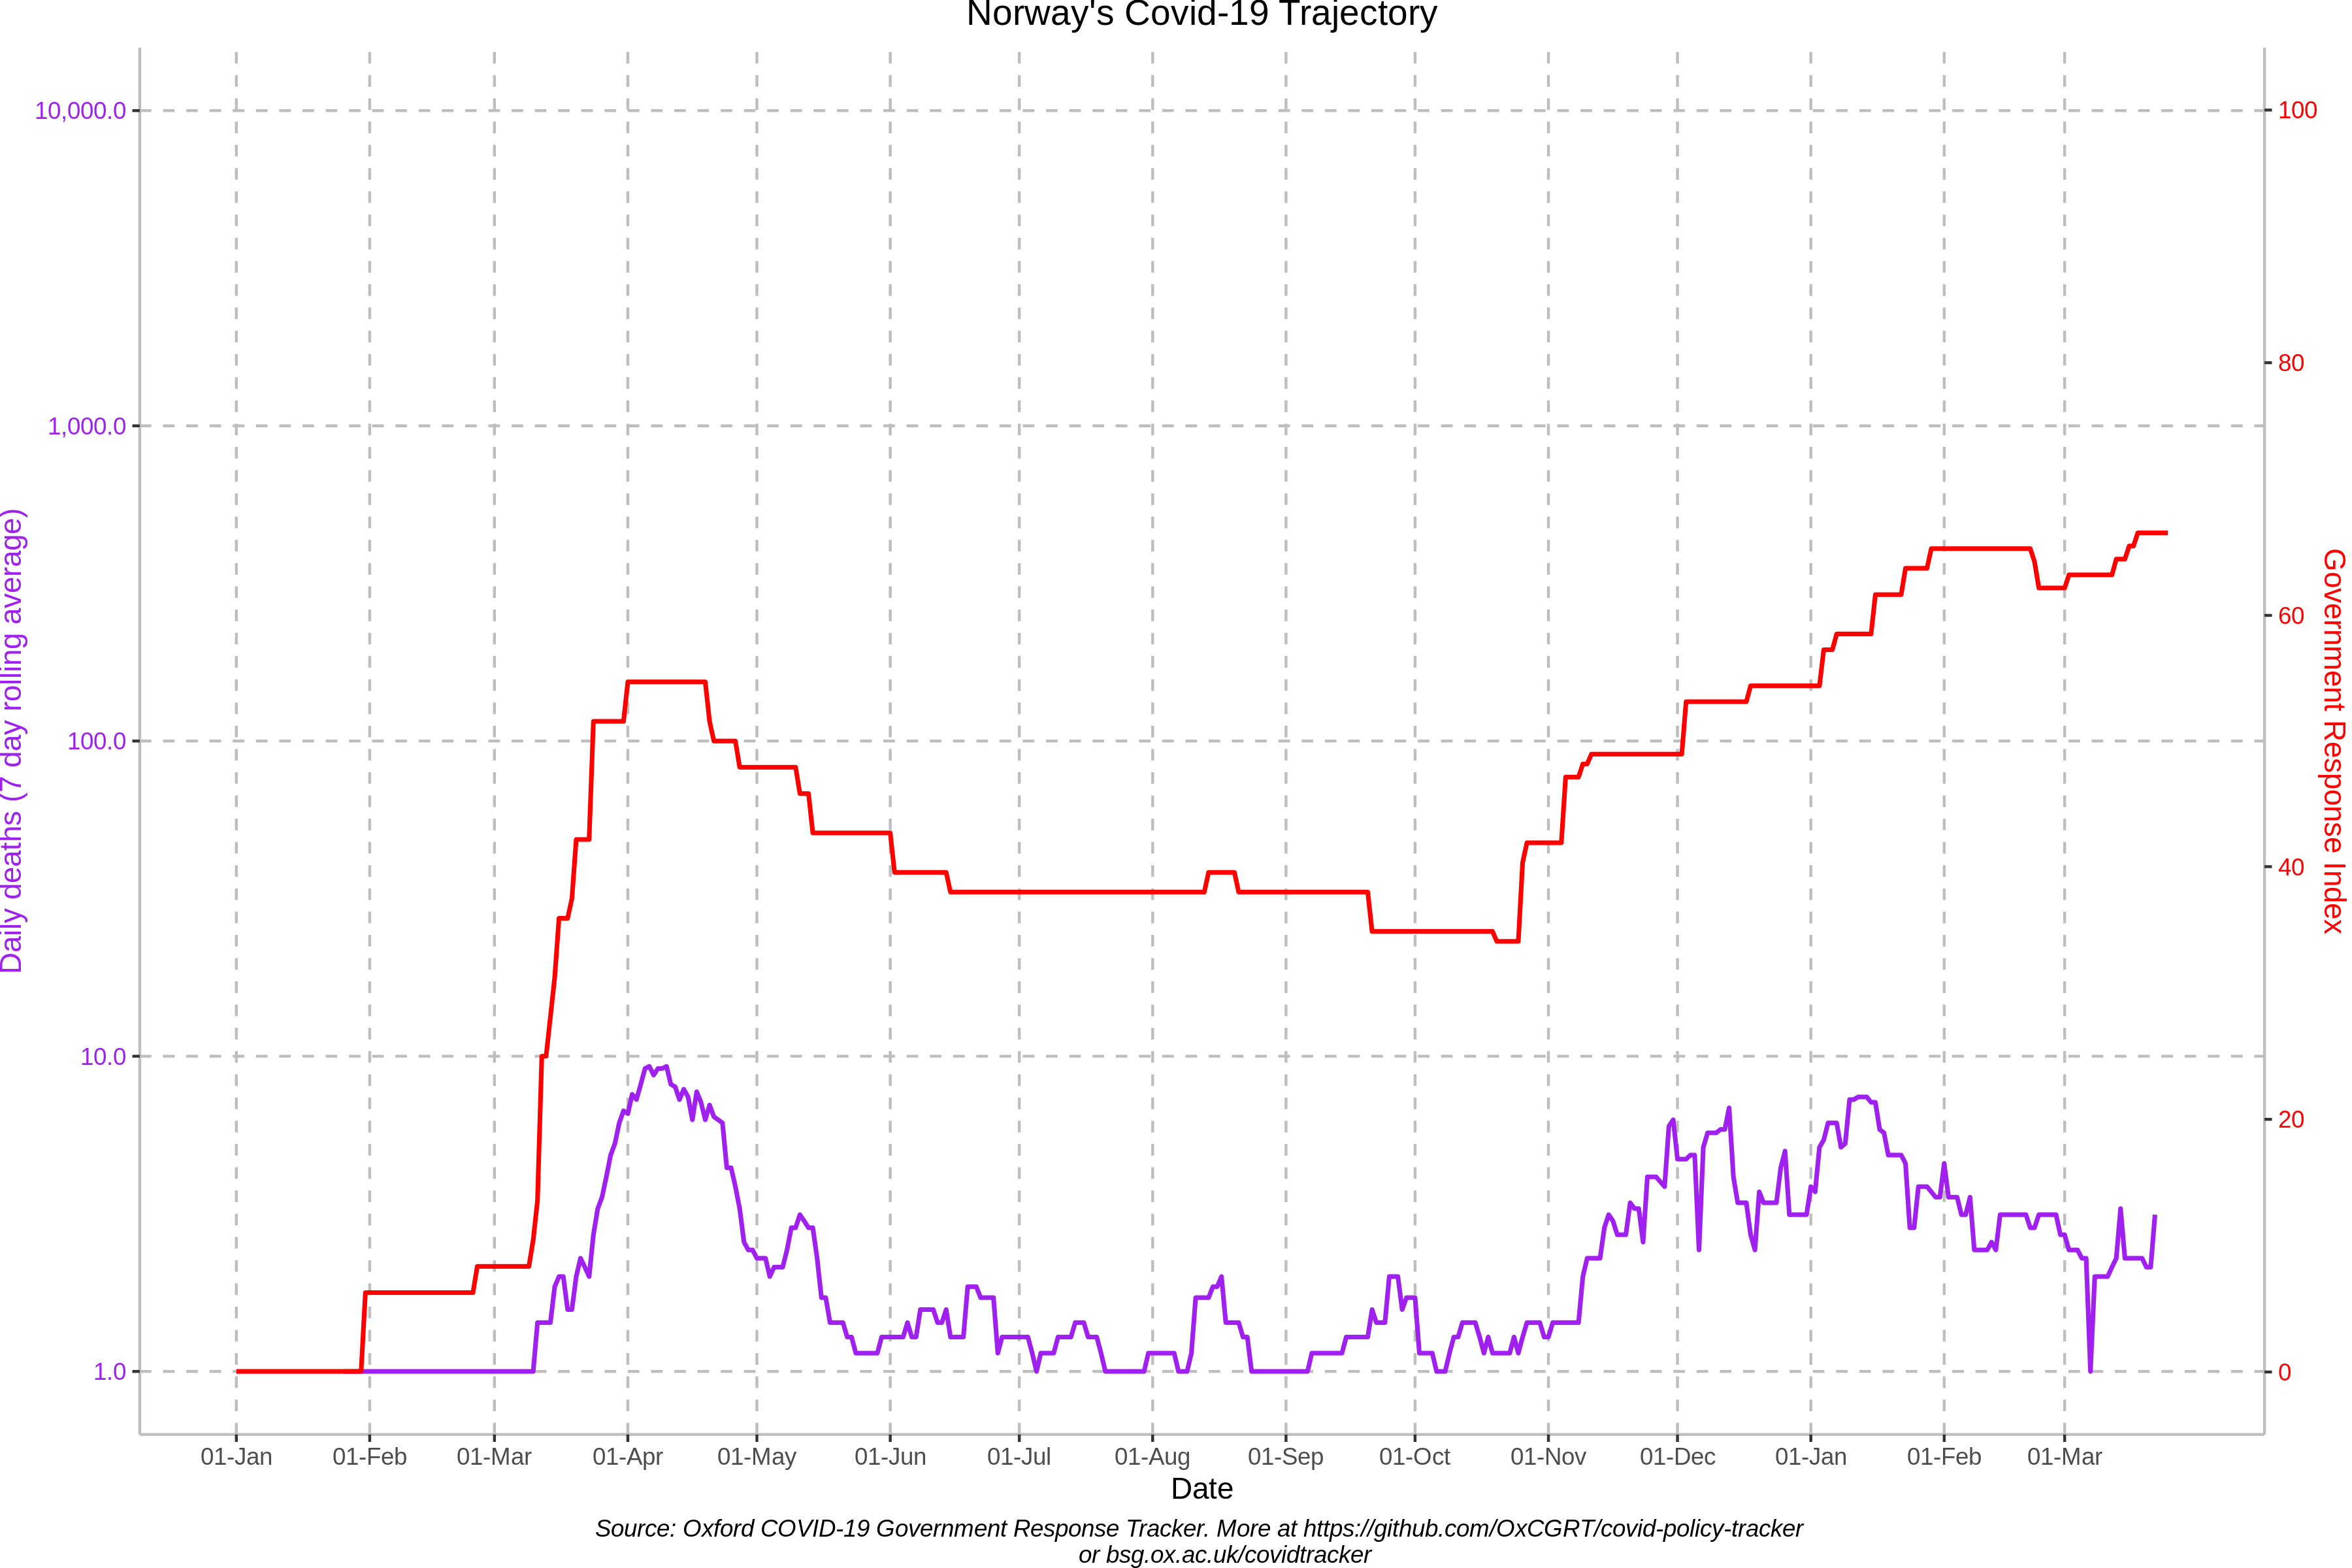 Norway's Covid-19 Trajectory
10,000.0
1,000.0
100.0
10.0
1.0
Daily deaths (7 day rolling average)
100
80
60
40
20
0
Government Response Index
01-Jan 01-Feb 01-Mar 01-Apr 01-May 01-Jun 01-Jul 01-Aug 01-Sep 01-Oct 01-Nov 01-Dec 01-Jan 01-Feb 01-Mar
Date
Source: Oxford COVID-19 Government Response Tracker. More at https://github.com/OxCGRT/covid-policy-tracker
or bsg.ox.ac.uk/covidtracker